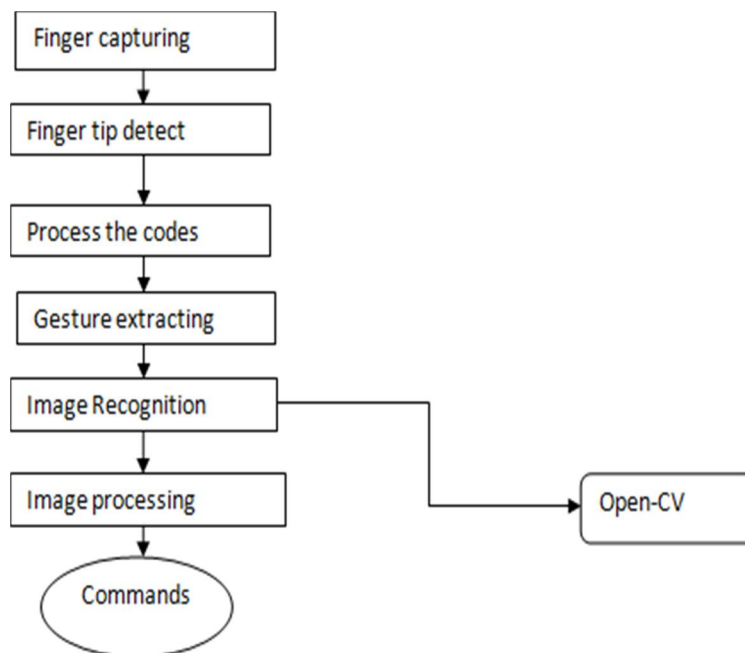 Finger capturing
Finger tip detect
Process the codes
Gesture extracting
Image Recognition
Image processing
Open-CV
Commands